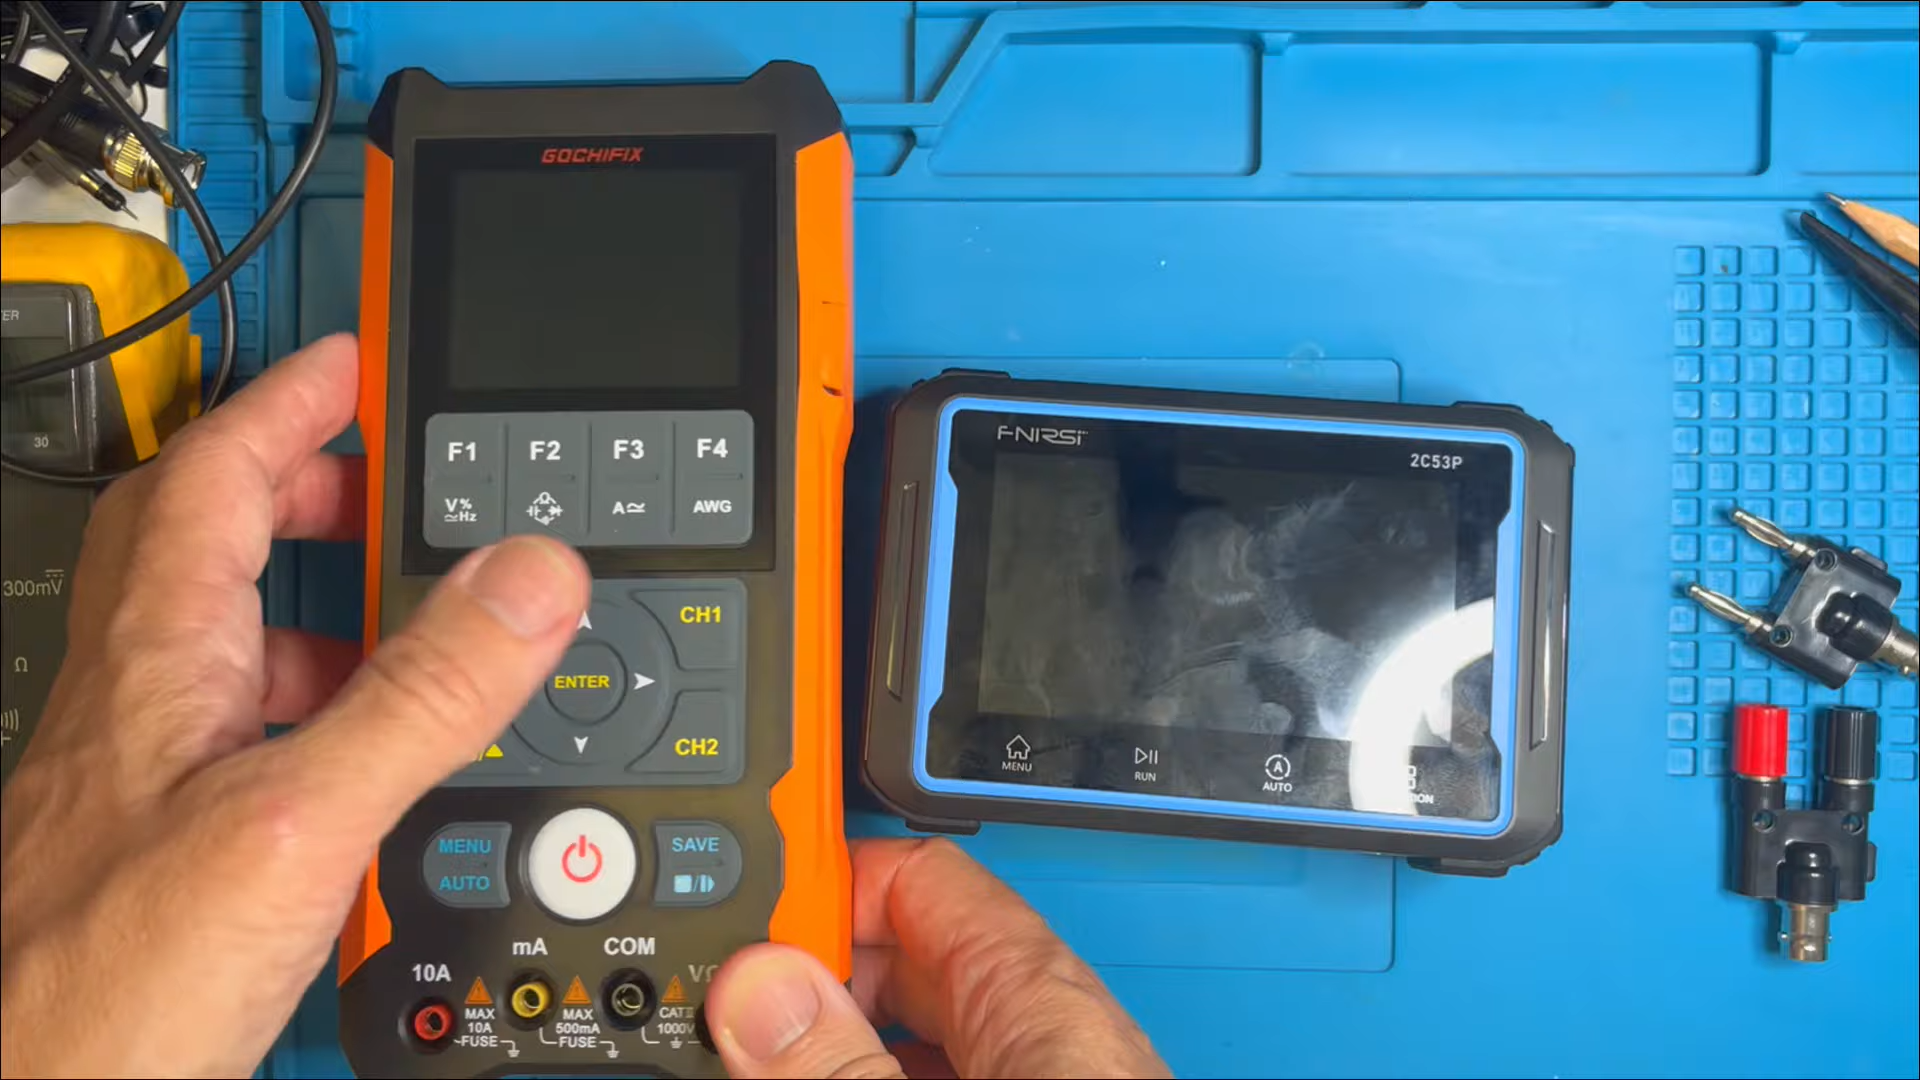 GOCHIFIX
F1 F2 F3 F4
V%
≂Hz
Ω
A≂
AWG
CH1
ENTER
CH2
MENU
AUTO
SAVE
mA
COM
10A
MAX
10A
FUSE
MAX
500mA
FUSE
1000V
FNIRSI
2C53P
MENU
RUN
A
AUTO
30
300mV
Ω